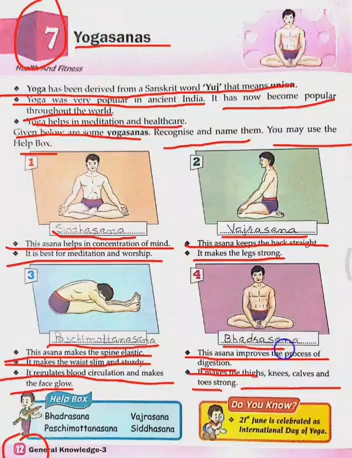 7 Yogasanas
Health And Fitness
❖ Yoga has been derived from a Sanskrit word 'Yuj' that means union.
❖ Yoga was very popular in ancient India. It has now become popular
throughout the world.
❖ Yoga helps in meditation and healthcare.
Given below are some yogasanas. Recognise and name them. You may use the
Help Box.
1
❖ This asana helps in concentration of mind.
❖ It is best for meditation and worship.
2
Vajrasana
❖ This asana keeps the back straight.
❖ It makes the legs strong.
3
Paschimottanasana
❖ This asana makes the spine elastic.
❖ It makes the waist slim and sturdy.
❖ It regulates blood circulation and makes
the face glow.
4
❖ This asana improves the process of
digestion.
❖ It makes the thighs, knees, calves and
toes strong.
Help Box
Bhadrasana Vajrasana
Paschimottanasana Siddhasana
Do You Know?
❖ 21st June is celebrated as
International Day of Yoga.
12 General Knowledge-3